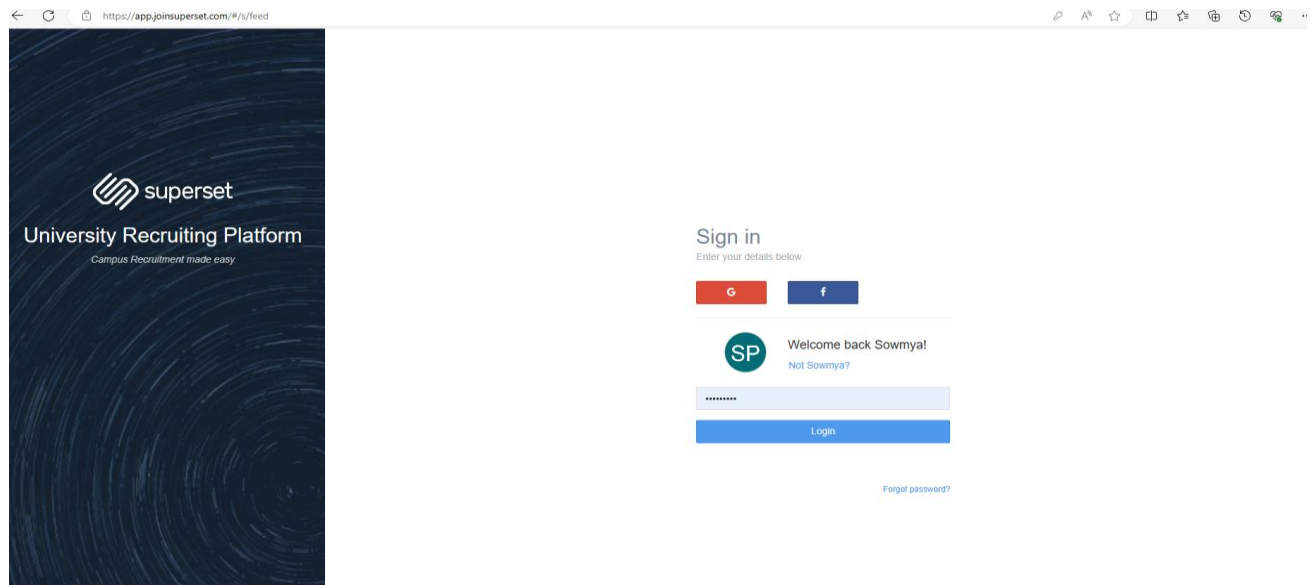 https://app.joinsuperset.com/#/s/feed
superset
University Recruiting Platform
Campus Recruitment made easy
Sign in
Enter your details below
G
f
SP
Welcome back Sowmya!
Not Sowmya?
•••••••••
Login
Forgot password?